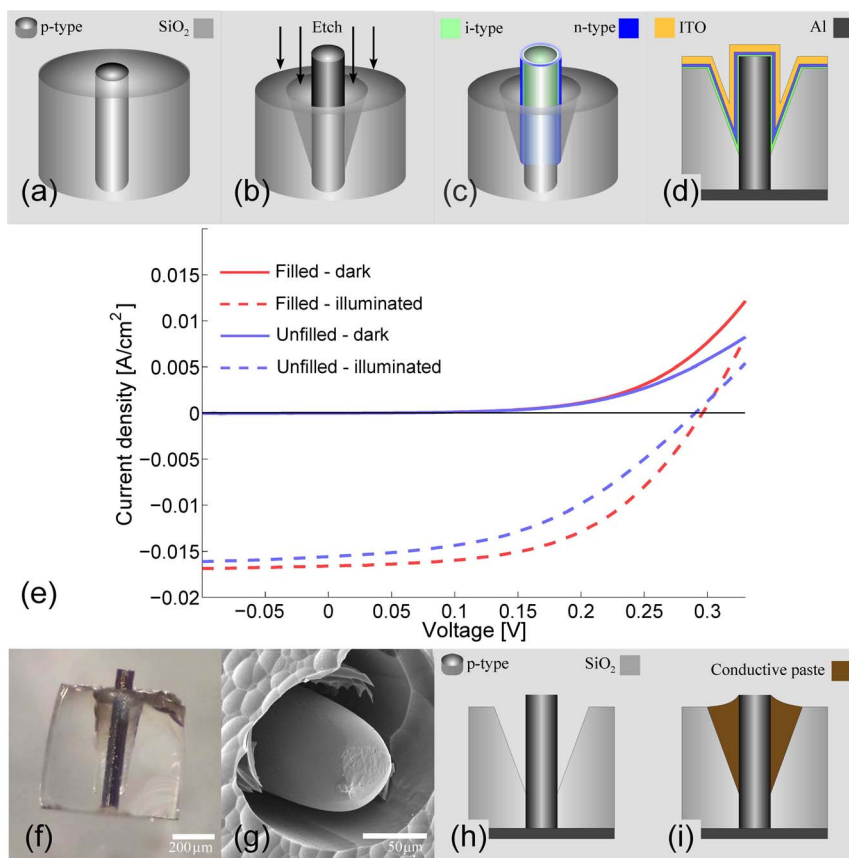 p-type SiO₂
Etch
i-type n-type
ITO Al
(a)
(b)
(c)
(d)
Current density [A/cm²]
0.015
0.01
0.005
0
−0.005
−0.01
−0.015
−0.02
Filled - dark
Filled - illuminated
Unfilled - dark
Unfilled - illuminated
−0.05 0 0.05 0.1 0.15 0.2 0.25 0.3
Voltage [V]
(e)
p-type SiO₂
Conductive paste
(f)
200μm
(g)
50μm
(h)
(i)